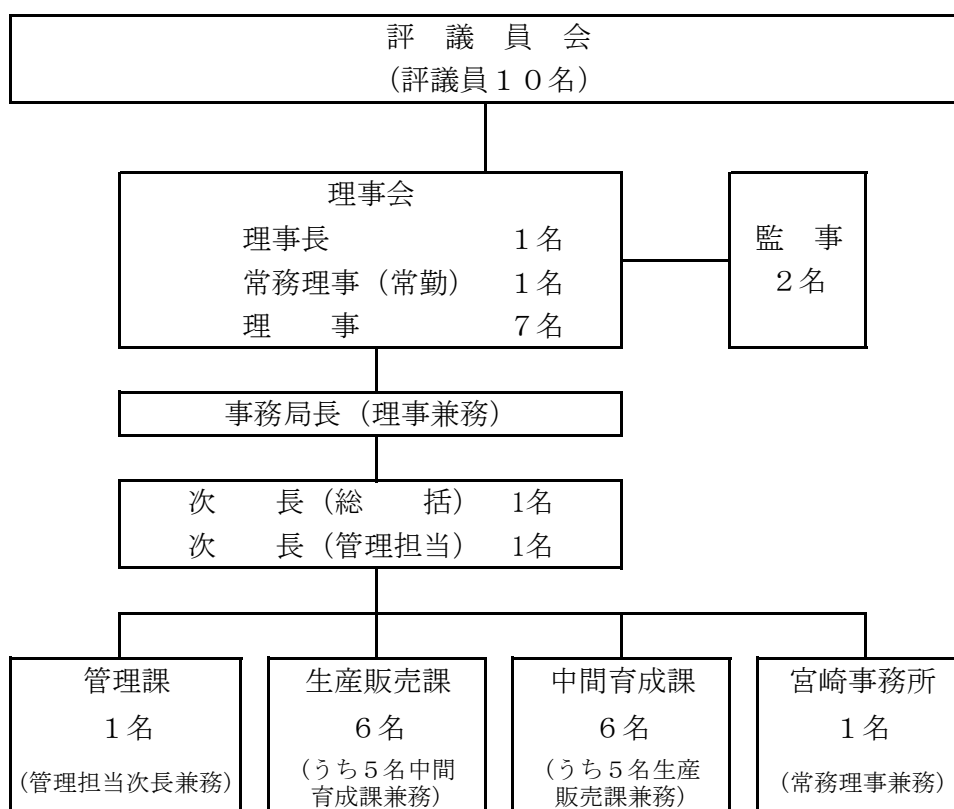 評　議　員　会
(評議員１０名)
理事会
理事長　１名
常務理事（常勤）　１名
理　　事　７名
監　事
２名
事務局長（理事兼務）
次　　長（総　　括）　1名
次　　長（管理担当）　1名
管理課
１名
(管理担当次長兼務)
生産販売課
６名
(うち５名中間
育成課兼務)
中間育成課
６名
(うち５名生産
販売課兼務)
宮崎事務所
１名
(常務理事兼務)